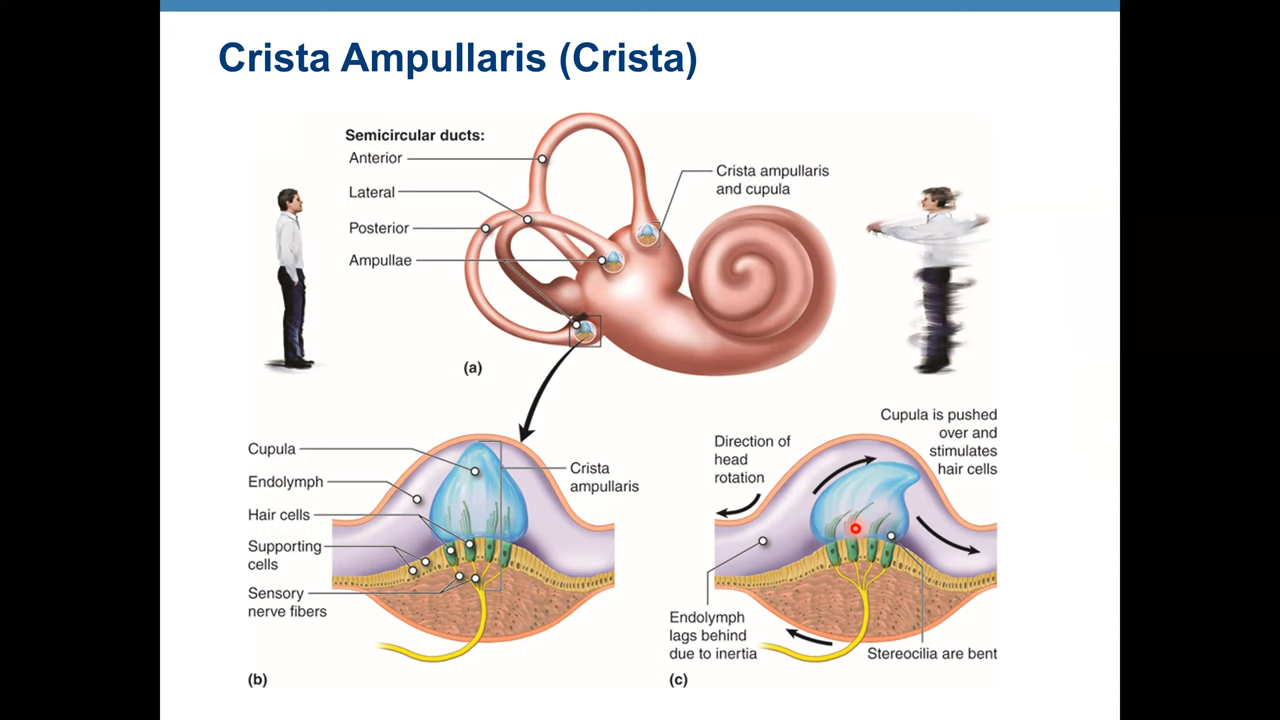 Crista Ampullaris (Crista)
Semicircular ducts:
Anterior
Lateral
Posterior
Ampullae
Crista ampullaris
and cupula
(a)
Cupula
Endolymph
Hair cells
Supporting
cells
Sensory
nerve fibers
Crista
ampullaris
(b)
Direction of
head
rotation
Cupula is pushed
over and
stimulates
hair cells
Endolymph
lags behind
due to inertia
Stereocilia are bent
(c)